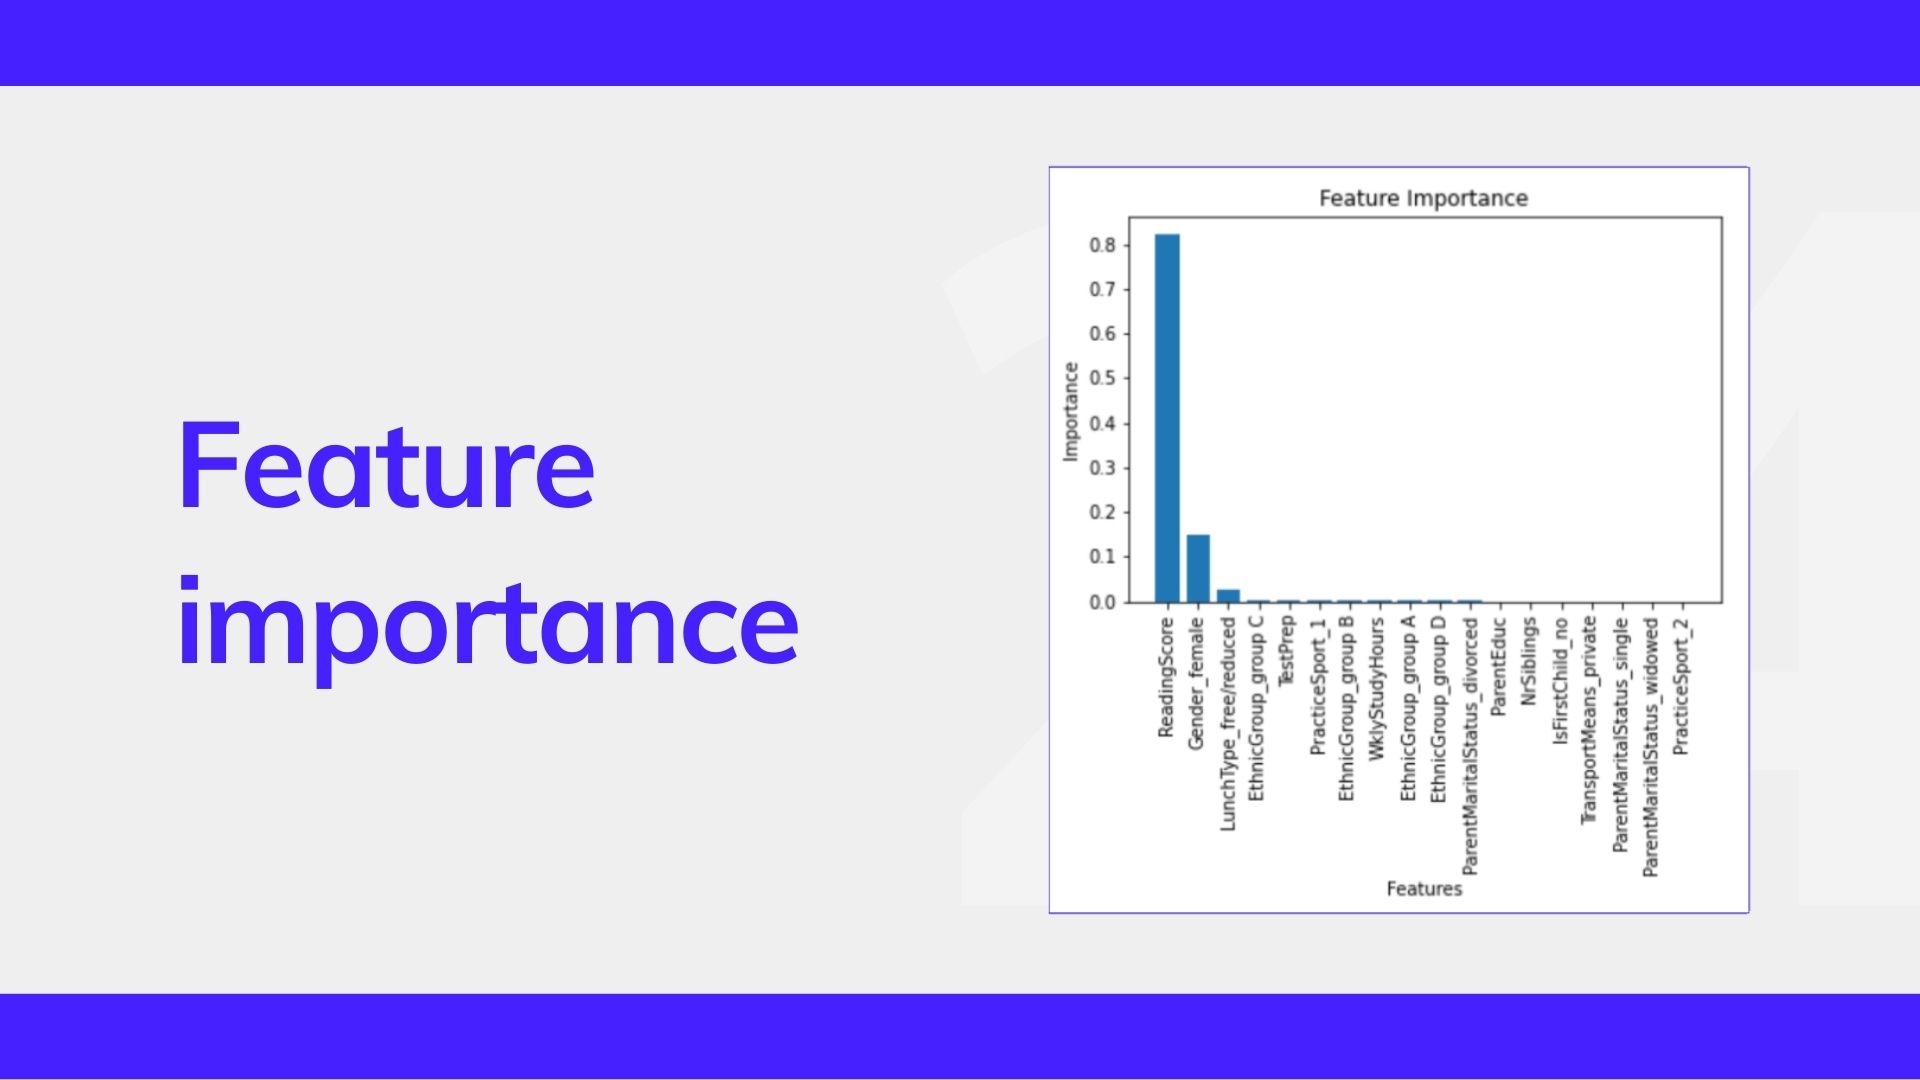 Feature
importance
Feature Importance
Importance
0.8
0.7
0.6
0.5
0.4
0.3
0.2
0.1
0.0
ReadingScore
Gender_female
LunchType_free/reduced
EthnicGroup_group C
TestPrep
PracticeSport_1
EthnicGroup_group B
WklyStudyHours
EthnicGroup_group A
EthnicGroup_group D
ParentMaritalStatus_divorced
ParentEduc
NrSiblings
IsFirstChild_no
TransportMeans_private
ParentMaritalStatus_single
ParentMaritalStatus_widowed
PracticeSport_2
Features